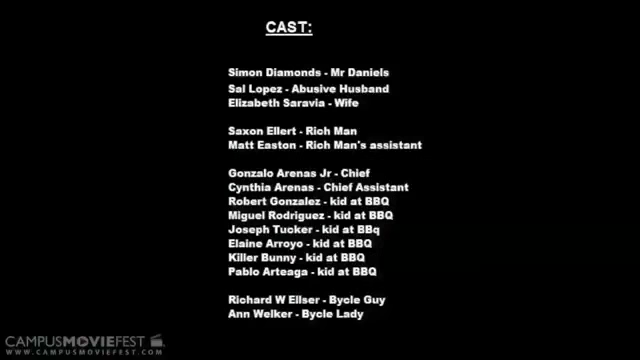 CAST:
Simon Diamonds - Mr Daniels
Sal Lopez - Abusive Husband
Elizabeth Saravia - Wife
Saxon Ellert - Rich Man
Matt Easton - Rich Man's assistant
Gonzalo Arenas Jr - Chief
Cynthia Arenas - Chief Assistant
Robert Gonzalez - kid at BBQ
Miguel Rodriguez - kid at BBQ
Joseph Tucker - kid at BBq
Elaine Arroyo - kid at BBQ
Killer Bunny - kid at BBQ
Pablo Arteaga - kid at BBQ
Richard W Ellser - Bycle Guy
Ann Welker - Bycle Lady
CAMPUSMOVIEFEST
WWW.CAMPUSMOVIEFEST.COM